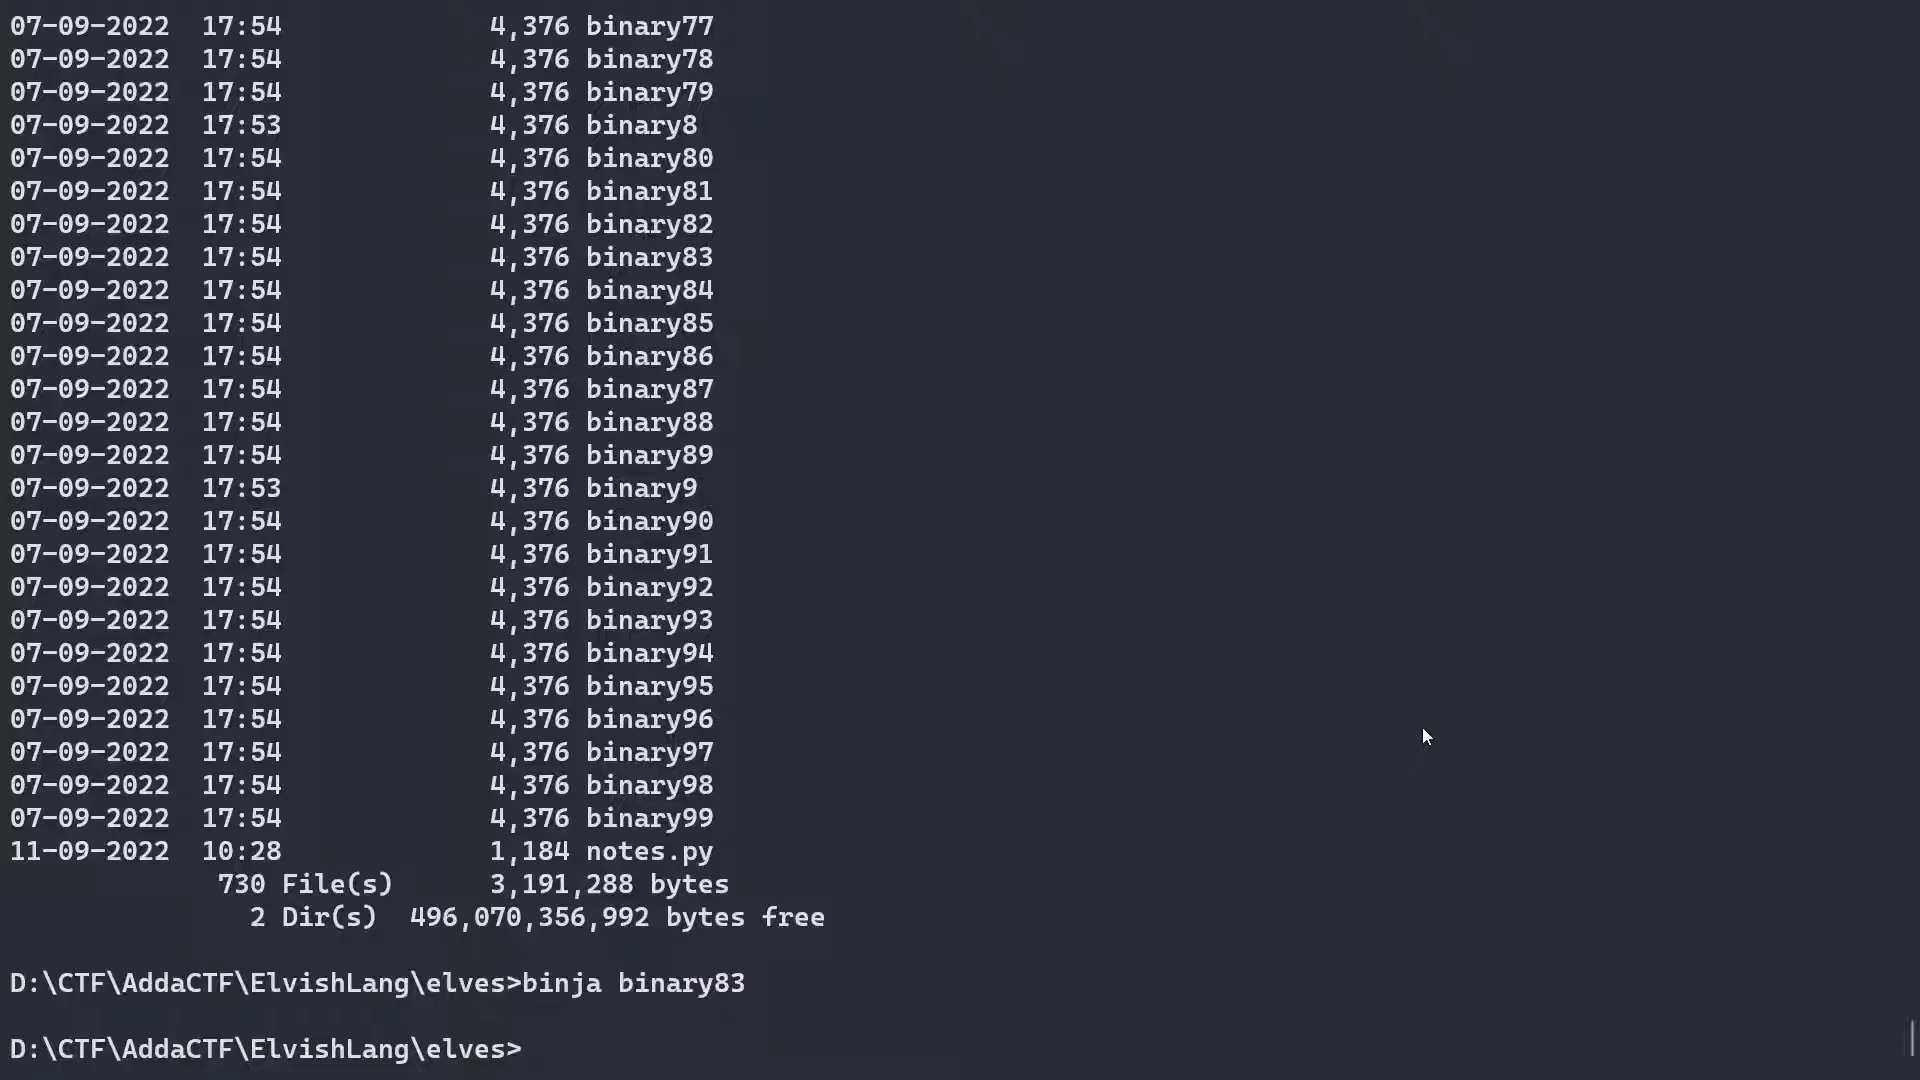 07-09-2022  17:54             4,376 binary77
07-09-2022  17:54             4,376 binary78
07-09-2022  17:54             4,376 binary79
07-09-2022  17:53             4,376 binary8
07-09-2022  17:54             4,376 binary80
07-09-2022  17:54             4,376 binary81
07-09-2022  17:54             4,376 binary82
07-09-2022  17:54             4,376 binary83
07-09-2022  17:54             4,376 binary84
07-09-2022  17:54             4,376 binary85
07-09-2022  17:54             4,376 binary86
07-09-2022  17:54             4,376 binary87
07-09-2022  17:54             4,376 binary88
07-09-2022  17:54             4,376 binary89
07-09-2022  17:53             4,376 binary9
07-09-2022  17:54             4,376 binary90
07-09-2022  17:54             4,376 binary91
07-09-2022  17:54             4,376 binary92
07-09-2022  17:54             4,376 binary93
07-09-2022  17:54             4,376 binary94
07-09-2022  17:54             4,376 binary95
07-09-2022  17:54             4,376 binary96
07-09-2022  17:54             4,376 binary97
07-09-2022  17:54             4,376 binary98
07-09-2022  17:54             4,376 binary99
11-09-2022  10:28             1,184 notes.py
             730 File(s)      3,191,288 bytes
               2 Dir(s)  496,070,356,992 bytes free
D:\CTF\AddaCTF\ElvishLang\elves>binja binary83
D:\CTF\AddaCTF\ElvishLang\elves>